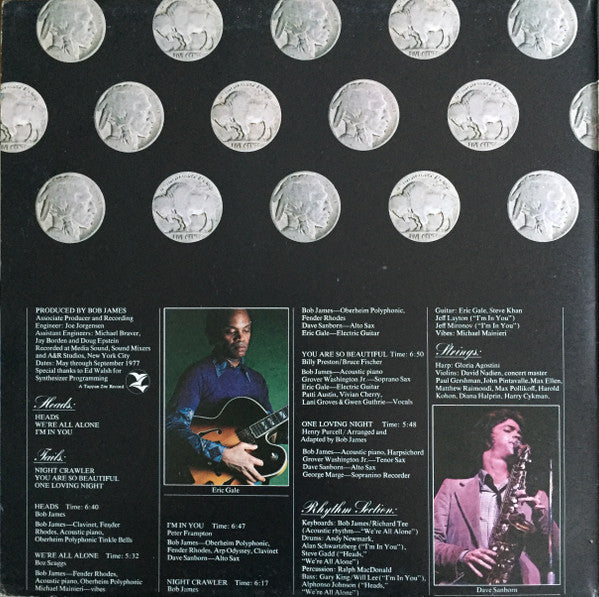 PRODUCED BY BOB JAMES
Associate Producer and Recording
Engineer: Joe Jorgensen
Assistant Engineers: Michael Braver,
Jay Borden and Doug Epstein
Recorded at Media Sound, Sound Mixers
and A&R Studios, New York City
Dates: May through September 1977
Special thanks to Ed Walsh for
Synthesizer Programming
A Tappan Zee Record
Heads:
HEADS
WE'RE ALL ALONE
I'M IN YOU
Tails:
NIGHT CRAWLER
YOU ARE SO BEAUTIFUL
ONE LOVING NIGHT
HEADS Time: 6:40
Bob James
Bob James—Clavinet, Fender
Rhodes, Acoustic piano,
Oberheim Polyphonic Tinkle Bells
WE'RE ALL ALONE Time: 5:32
Boz Scaggs
Bob James—Fender Rhodes,
Acoustic piano, Oberheim Polyphonic
Michael Mainieri—vibes
Eric Gale
I'M IN YOU Time: 6:47
Peter Frampton
Bob James—Oberheim Polyphonic,
Fender Rhodes, Arp Odyssey, Clavinet
Dave Sanborn—Alto Sax
NIGHT CRAWLER Time: 6:17
Bob James
Bob James—Oberheim Polyphonic,
Fender Rhodes
Dave Sanborn—Alto Sax
Eric Gale—Electric Guitar
YOU ARE SO BEAUTIFUL Time: 6:50
Billy Preston/Bruce Fischer
Bob James—Acoustic piano
Grover Washington Jr.—Soprano Sax
Eric Gale—Electric Guitar
Patti Austin, Vivian Cherry,
Lani Groves & Gwen Guthrie—Vocals
ONE LOVING NIGHT Time: 5:48
Henry Purcell/Arranged and
Adapted by Bob James
Bob James—Acoustic piano, Harpsichord
Grover Washington Jr.—Tenor Sax
Dave Sanborn—Alto Sax
George Marge—Sopranino Recorder
Rhythm Section:
Keyboards: Bob James/Richard Tee
(Acoustic rhythm—"We're All Alone")
Drums: Andy Newmark,
Alan Schwartzberg ("I'm In You"),
Steve Gadd ("Heads,"
"We're All Alone")
Percussion: Ralph MacDonald
Bass: Gary King/Will Lee ("I'm In You"),
Alphonso Johnson ("Heads,"
"We're All Alone")
Guitar: Eric Gale, Steve Khan
Jeff Layton ("I'm In You")
Jeff Mironov ("I'm In You")
Vibes: Michael Mainieri
Strings:
Harp: Gloria Agostini
Violins: David Nadien, concert master
Paul Gershman, John Pintavalle, Max Ellen,
Matthew Raimondi, Max Pollikoff, Harold
Kohon, Diana Halprin, Harry Cykman,
Dave Sanborn